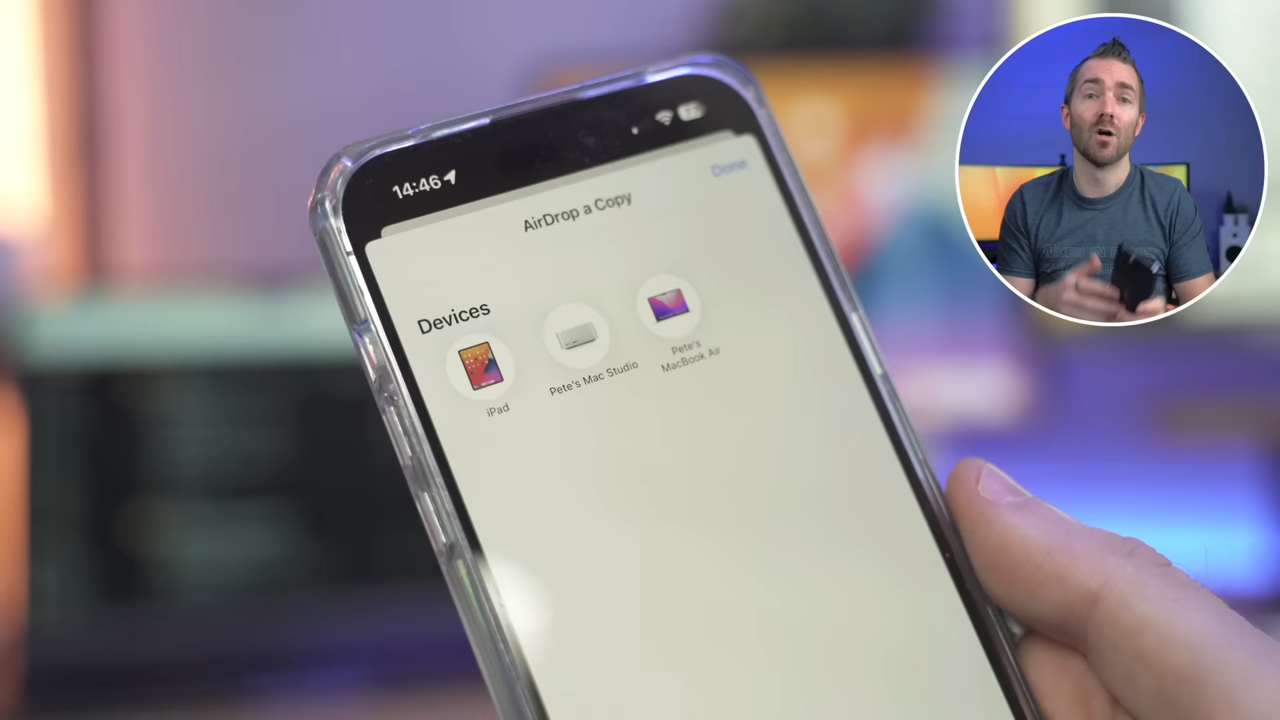 14:46
Done
AirDrop a Copy
Devices
iPad
Pete's Mac Studio
Pete's
MacBook Air